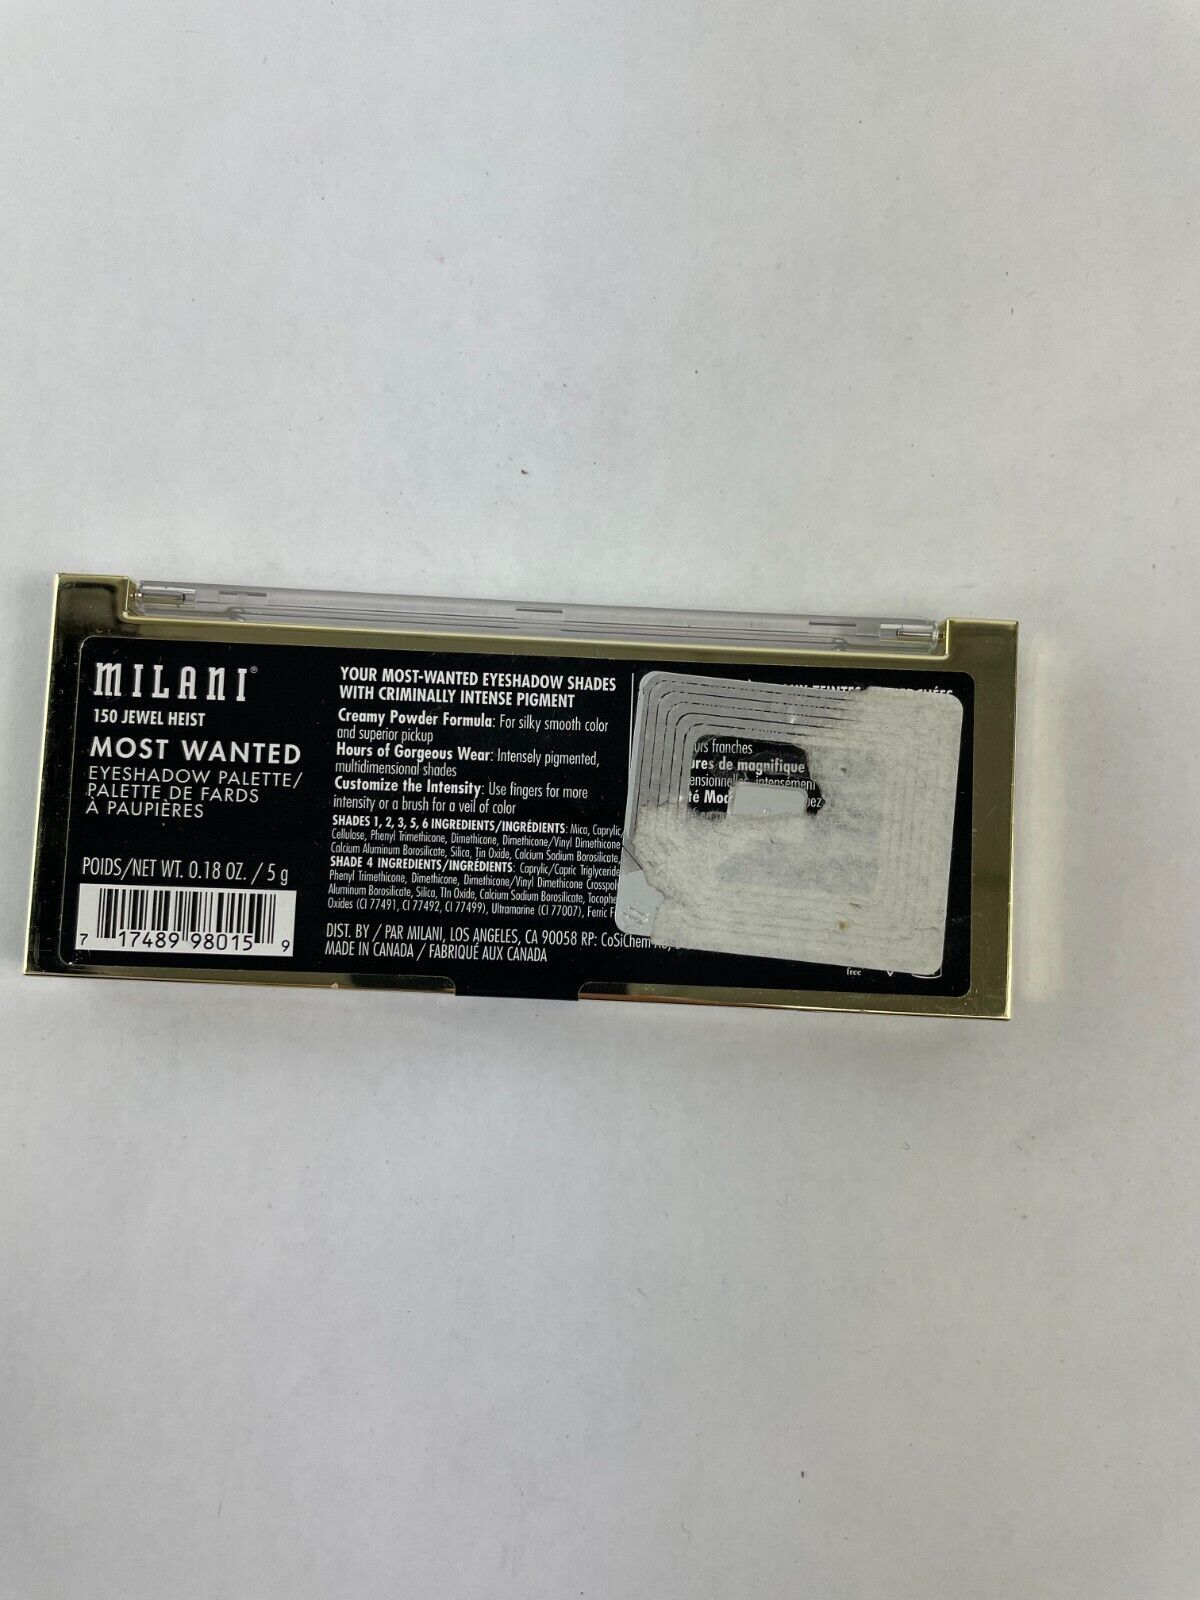 MILANI®
150 JEWEL HEIST
MOST WANTED
EYESHADOW PALETTE/
PALETTE DE FARDS
À PAUPIÈRES
POIDS/NET WT. 0.18 OZ. / 5 g
7 17489 98015 9
YOUR MOST-WANTED EYESHADOW SHADES
WITH CRIMINALLY INTENSE PIGMENT
Creamy Powder Formula: For silky smooth color
and superior pickup
Hours of Gorgeous Wear: Intensely pigmented,
multidimensional shades
Customize the Intensity: Use fingers for more
intensity or a brush for a veil of color
SHADES 1, 2, 3, 5, 6 INGREDIENTS/INGRÉDIENTS: Mica, Caprylic/
Cellulose, Phenyl Trimethicone, Dimethicone, Dimethicone/Vinyl Dimethicone
Calcium Aluminum Borosilicate, Silica, Tin Oxide, Calcium Sodium Borosilicate,
SHADE 4 INGREDIENTS/INGRÉDIENTS: Caprylic/Capric Triglyceride
Phenyl Trimethicone, Dimethicone, Dimethicone/Vinyl Dimethicone Crosspol
Aluminum Borosilicate, Silica, Tin Oxide, Calcium Sodium Borosilicate, Tocophe
Oxides (CI 77491, CI 77492, CI 77499), Ultramarine (CI 77007), Ferric F
DIST. BY / PAR MILANI, LOS ANGELES, CA 90058 RP: CoSiChem
MADE IN CANADA / FABRIQUÉ AUX CANADA
AUX TEINTES
urs franches
ures de magnifique
ensionnelles, intensément
té Mod
free